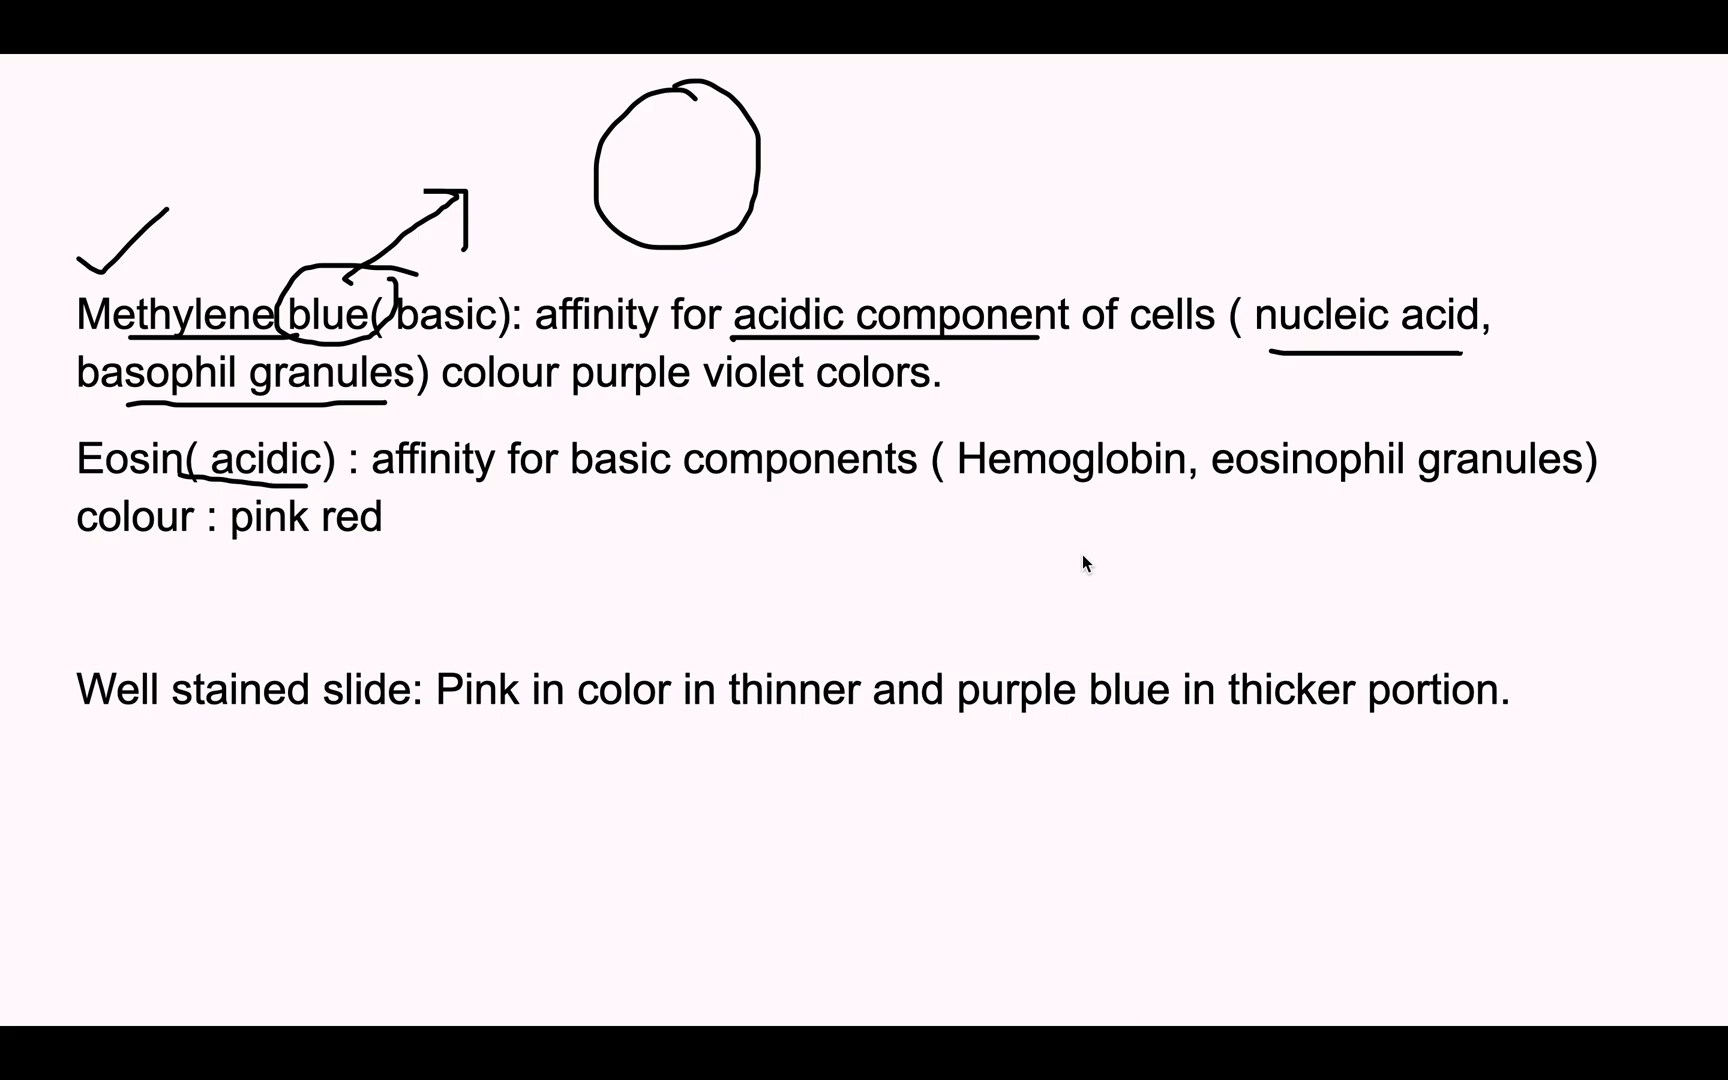 Methylene blue( basic): affinity for acidic component of cells ( nucleic acid,
basophil granules) colour purple violet colors.
Eosin( acidic) : affinity for basic components ( Hemoglobin, eosinophil granules)
colour : pink red
Well stained slide: Pink in color in thinner and purple blue in thicker portion.